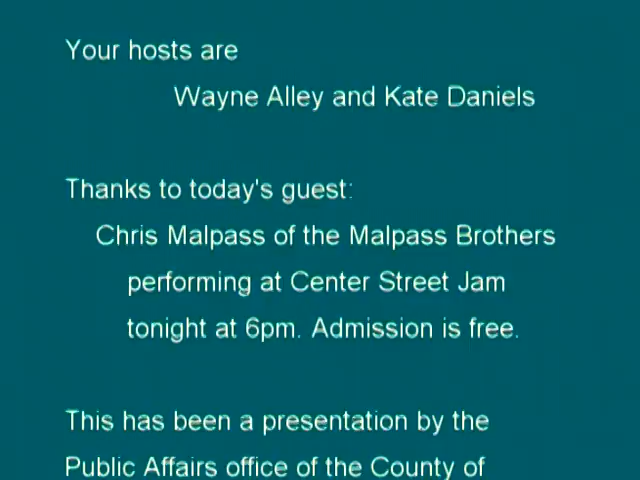 Your hosts are
Wayne Alley and Kate Daniels
Thanks to today's guest:
Chris Malpass of the Malpass Brothers
performing at Center Street Jam
tonight at 6pm. Admission is free.
This has been a presentation by the
Public Affairs office of the County of